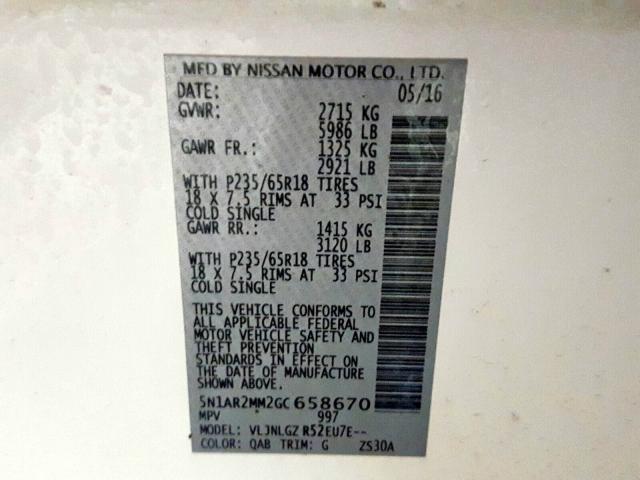 MFD BY NISSAN MOTOR CO., LTD.
DATE: 05/16
GVWR: 2715 KG
5986 LB
GAWR FR.: 1325 KG
2921 LB
WITH P235/65R18 TIRES
18 X 7.5 RIMS AT 33 PSI
COLD SINGLE
GAWR RR.: 1415 KG
3120 LB
WITH P235/65R18 TIRES
18 X 7.5 RIMS AT 33 PSI
COLD SINGLE
THIS VEHICLE CONFORMS TO
ALL APPLICABLE FEDERAL
MOTOR VEHICLE SAFETY AND
THEFT PREVENTION
STANDARDS IN EFFECT ON
THE DATE OF MANUFACTURE
SHOWN ABOVE.
5N1AR2MM2GC658670
MPV 997
MODEL: VLJNLGZ R52EU7E--
COLOR: QAB TRIM: G ZS30A